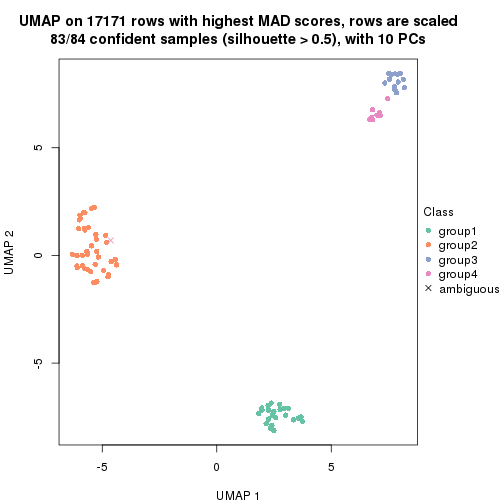 UMAP on 17171 rows with highest MAD scores, rows are scaled
83/84 confident samples (silhouette > 0.5), with 10 PCs
5
0
-5
UMAP 2
-5
0
5
UMAP 1
Class
group1
group2
group3
group4
ambiguous